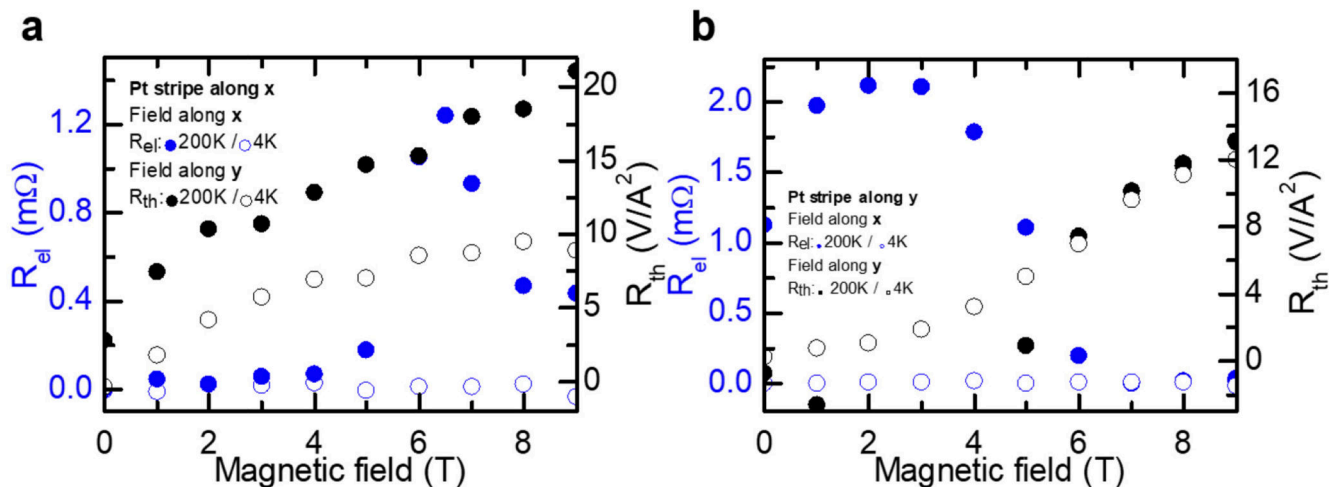 a
Pt stripe along x
Field along x
Rel: ●200K / ○4K
Field along y
Rth: ●200K / ○4K
1.2
0.8
0.4
0.0
Rel (mΩ)
20
15
10
5
0
Rth (V/A²)
0 2 4 6 8
Magnetic field (T)
b
Pt stripe along y
Field along x
Rel: ●200K / ○4K
Field along y
Rth: ■200K / □4K
2.0
1.5
1.0
0.5
0.0
Rel (mΩ)
16
12
8
4
0
Rth (V/A²)
0 2 4 6 8
Magnetic field (T)